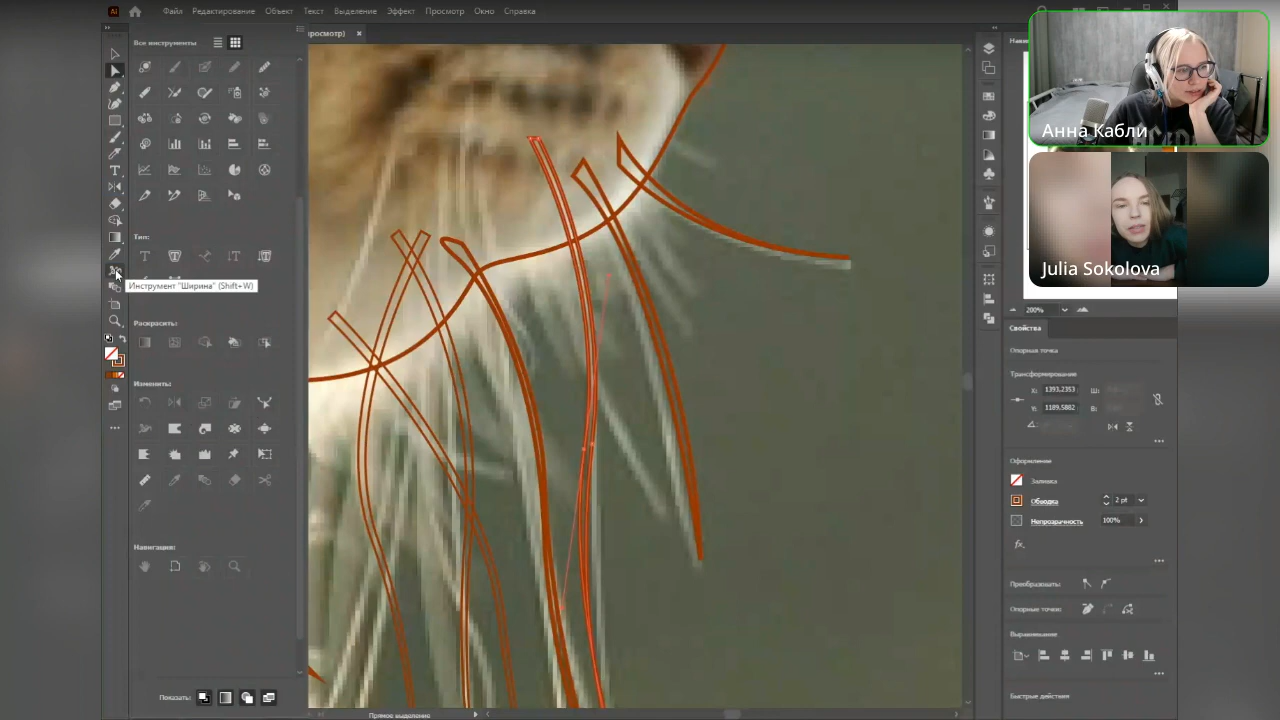 Ai
Файл Редактирование Объект Текст Выделение Эффект Просмотр Окно Справка
Все инструменты
Тип:
Инструмент "Ширина" (Shift+W)
Раскрасить:
Изменить:
Навигация:
Показать:
Прямое выделение
Анна Кабли
Julia Sokolova
200%
Свойства
Опорная точка
Трансформирование
X: 1393,2353
Ш:
Y: 1189,5882
В:
Оформление
Заливка
Обводка 2 pt
Непрозрачность 100%
fx
Преобразовать:
Опорные точки:
Выравнивание
Быстрые действия